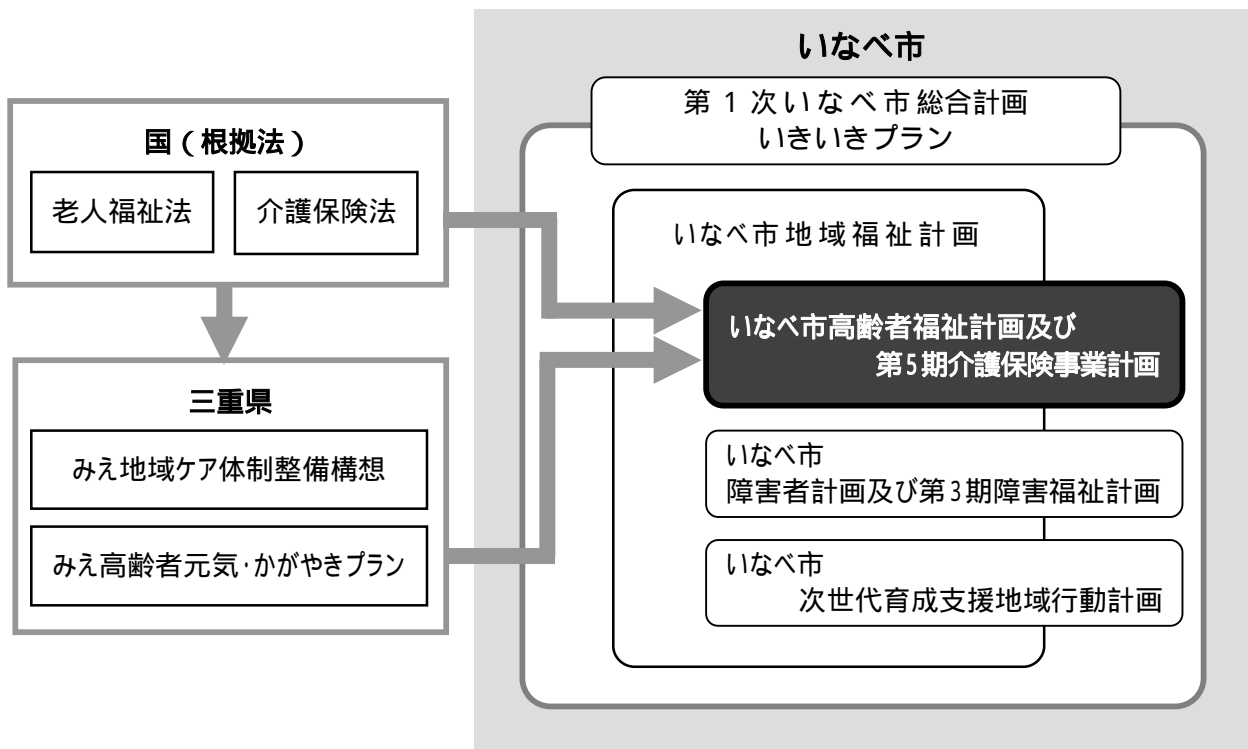 いなべ市
第1次いなべ市総合計画
いきいきプラン
国(根拠法)
老人福祉法
介護保険法
いなべ市地域福祉計画
いなべ市高齢者福祉計画及び
第5期介護保険事業計画
三重県
みえ地域ケア体制整備構想
みえ高齢者元気・かがやきプラン
いなべ市
障害者計画及び第3期障害福祉計画
いなべ市
次世代育成支援地域行動計画